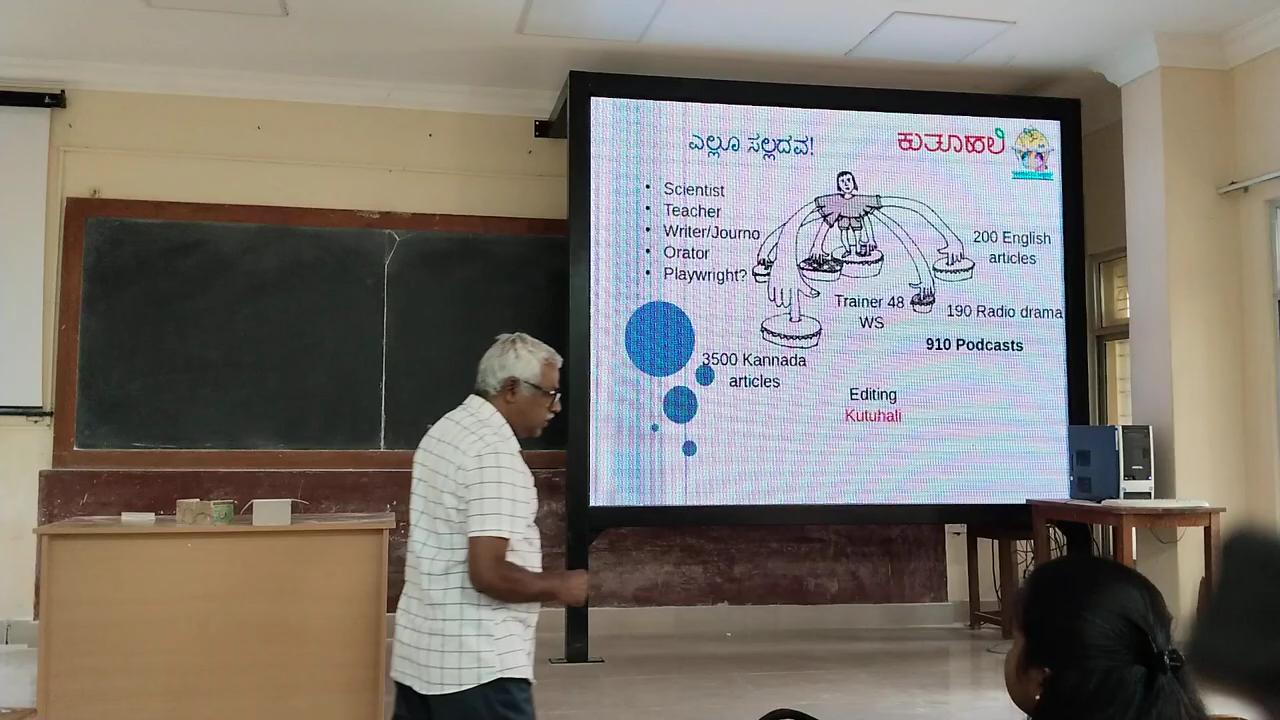 ಎಲ್ಲೂ ಸಲ್ಲದವ!
ಕುತೂಹಲಿ
• Scientist
• Teacher
• Writer/Journo
• Orator
• Playwright?
200 English
articles
Trainer 48
WS
190 Radio drama
910 Podcasts
3500 Kannada
articles
Editing
Kutuhali